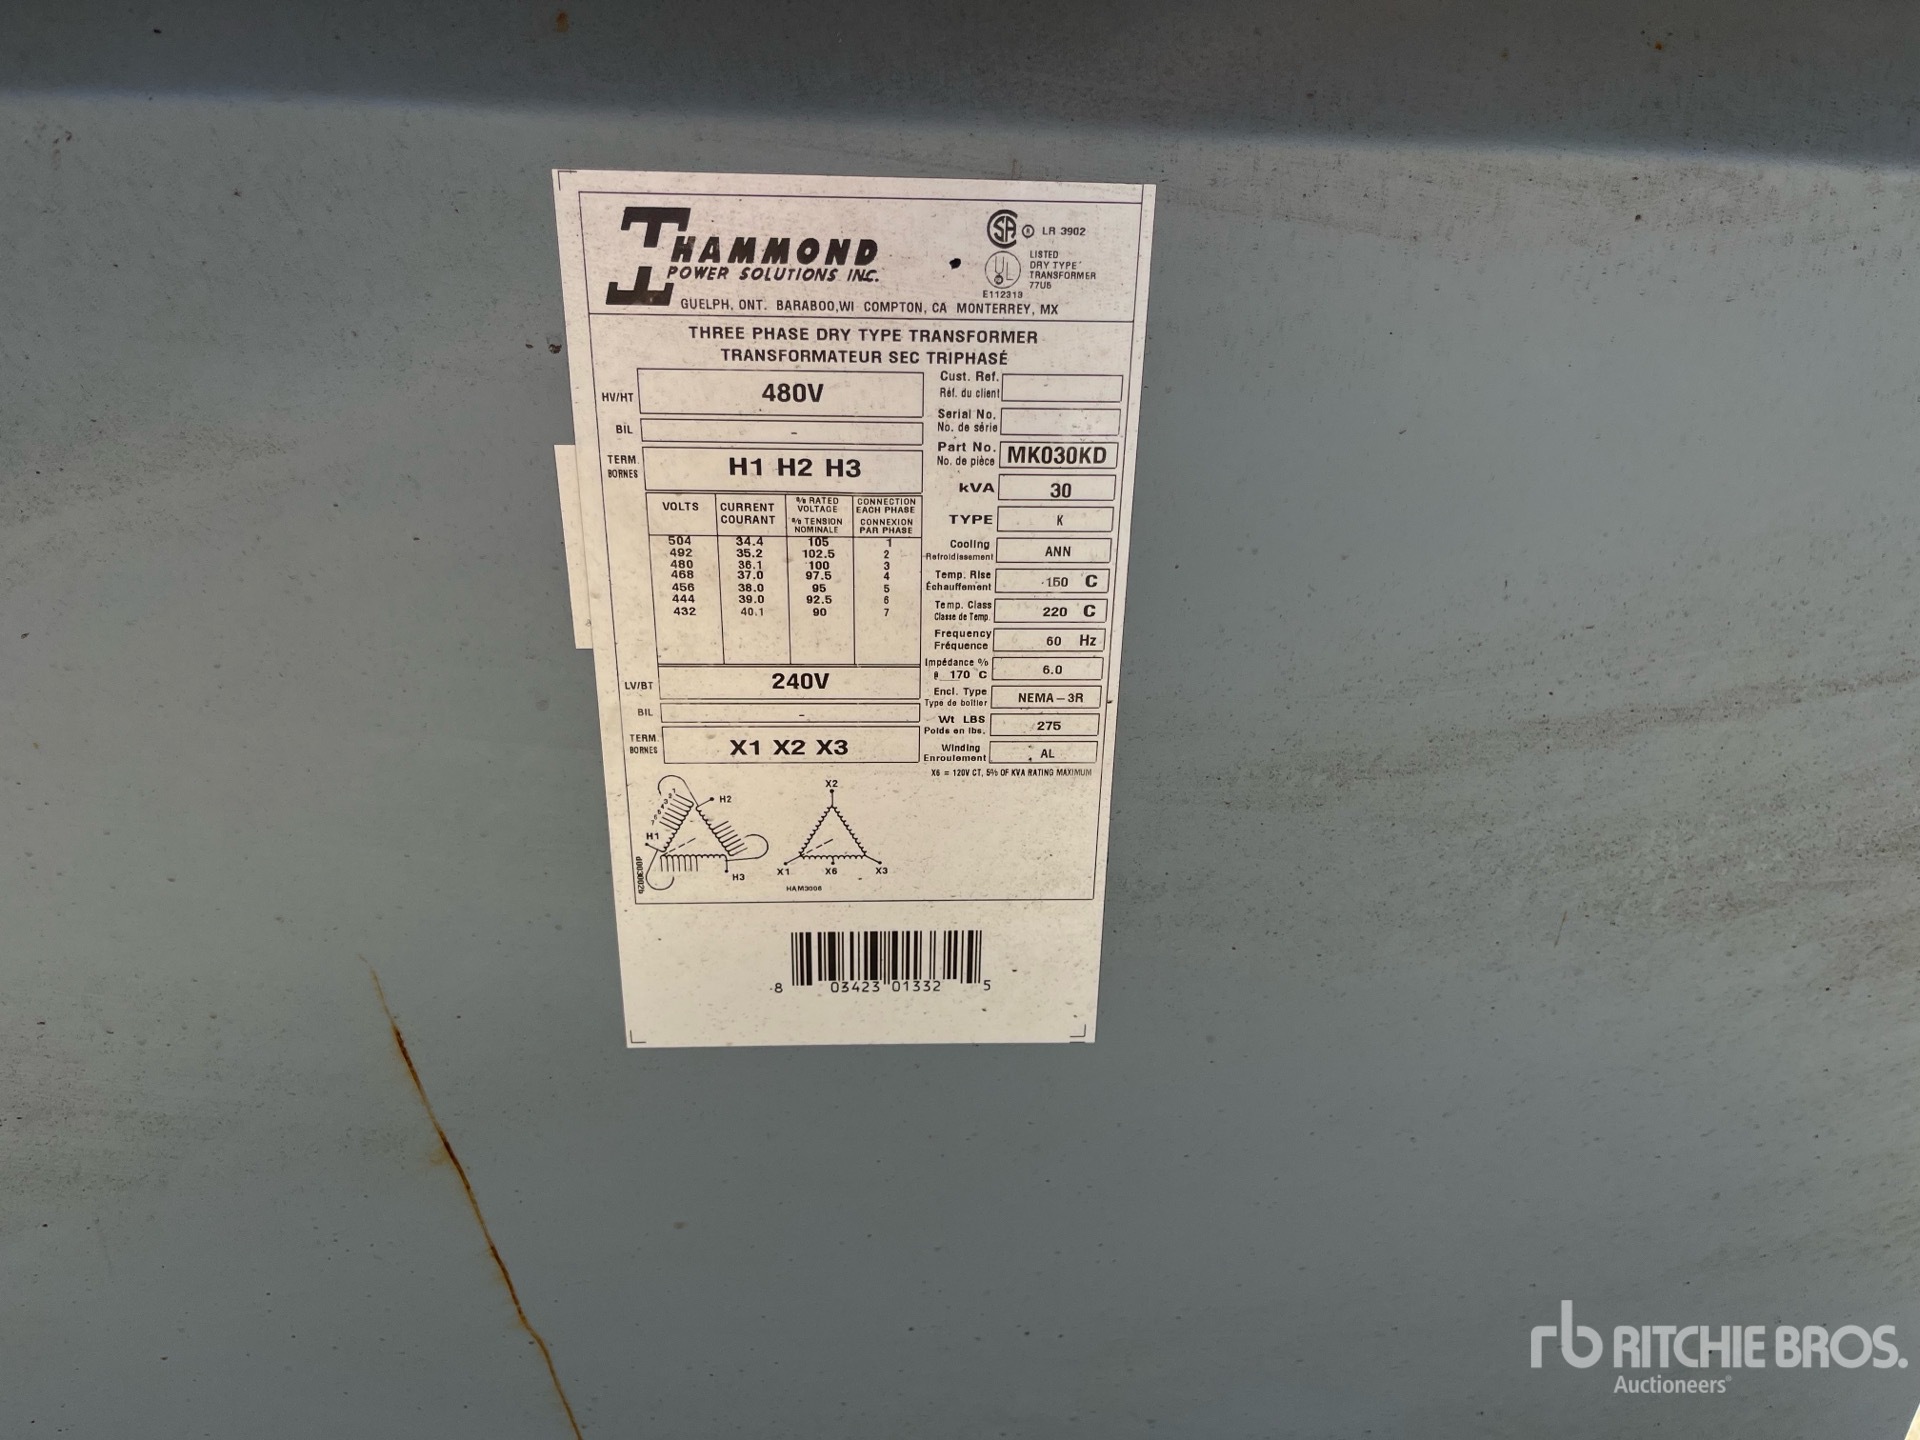 HAMMOND
POWER SOLUTIONS INC.
GUELPH, ONT. BARABOO,WI COMPTON, CA MONTERREY, MX
SA LR 3902
UL
LISTED
DRY TYPE
TRANSFORMER
77U5
E112313
THREE PHASE DRY TYPE TRANSFORMER
TRANSFORMATEUR SEC TRIPHASÉ
HV/HT 480V
BIL -
TERM. BORNES H1 H2 H3
VOLTS CURRENT COURANT % RATED VOLTAGE % TENSION NOMINALE CONNECTION EACH PHASE CONNEXION PAR PHASE
504 34.4 105 1
492 35.2 102.5 2
480 36.1 100 3
468 37.0 97.5 4
456 38.0 95 5
444 39.0 92.5 6
432 40.1 90 7
LV/BT 240V
BIL -
TERM. BORNES X1 X2 X3
Cust. Ref.
Réf. du client
Serial No.
No. de série
Part No. MK030KD
No. de pièce
kVA 30
TYPE K
Cooling ANN
Refroidissement
Temp. Rise 150 C
Échauffement
Temp. Class 220 C
Classe de Temp.
Frequency 60 Hz
Fréquence
Impédance % 6.0
@ 170 °C
Encl. Type NEMA-3R
Type de boîtier
Wt LBS 275
Poids en lbs.
Winding AL
Enroulement
X6 = 120V CT, 5% OF KVA RATING MAXIMUM
H2
H1
H3
X2
X1 X6 X3
HAM3006
8 03423 01332 5
rb RITCHIE BROS.
Auctioneers